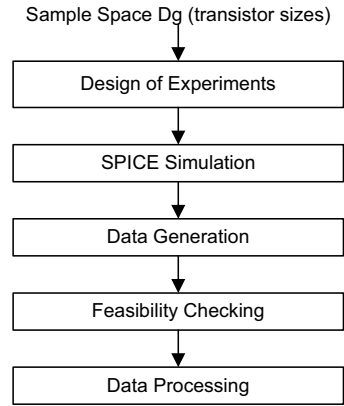 Sample Space Dg (transistor sizes)
Design of Experiments
SPICE Simulation
Data Generation
Feasibility Checking
Data Processing